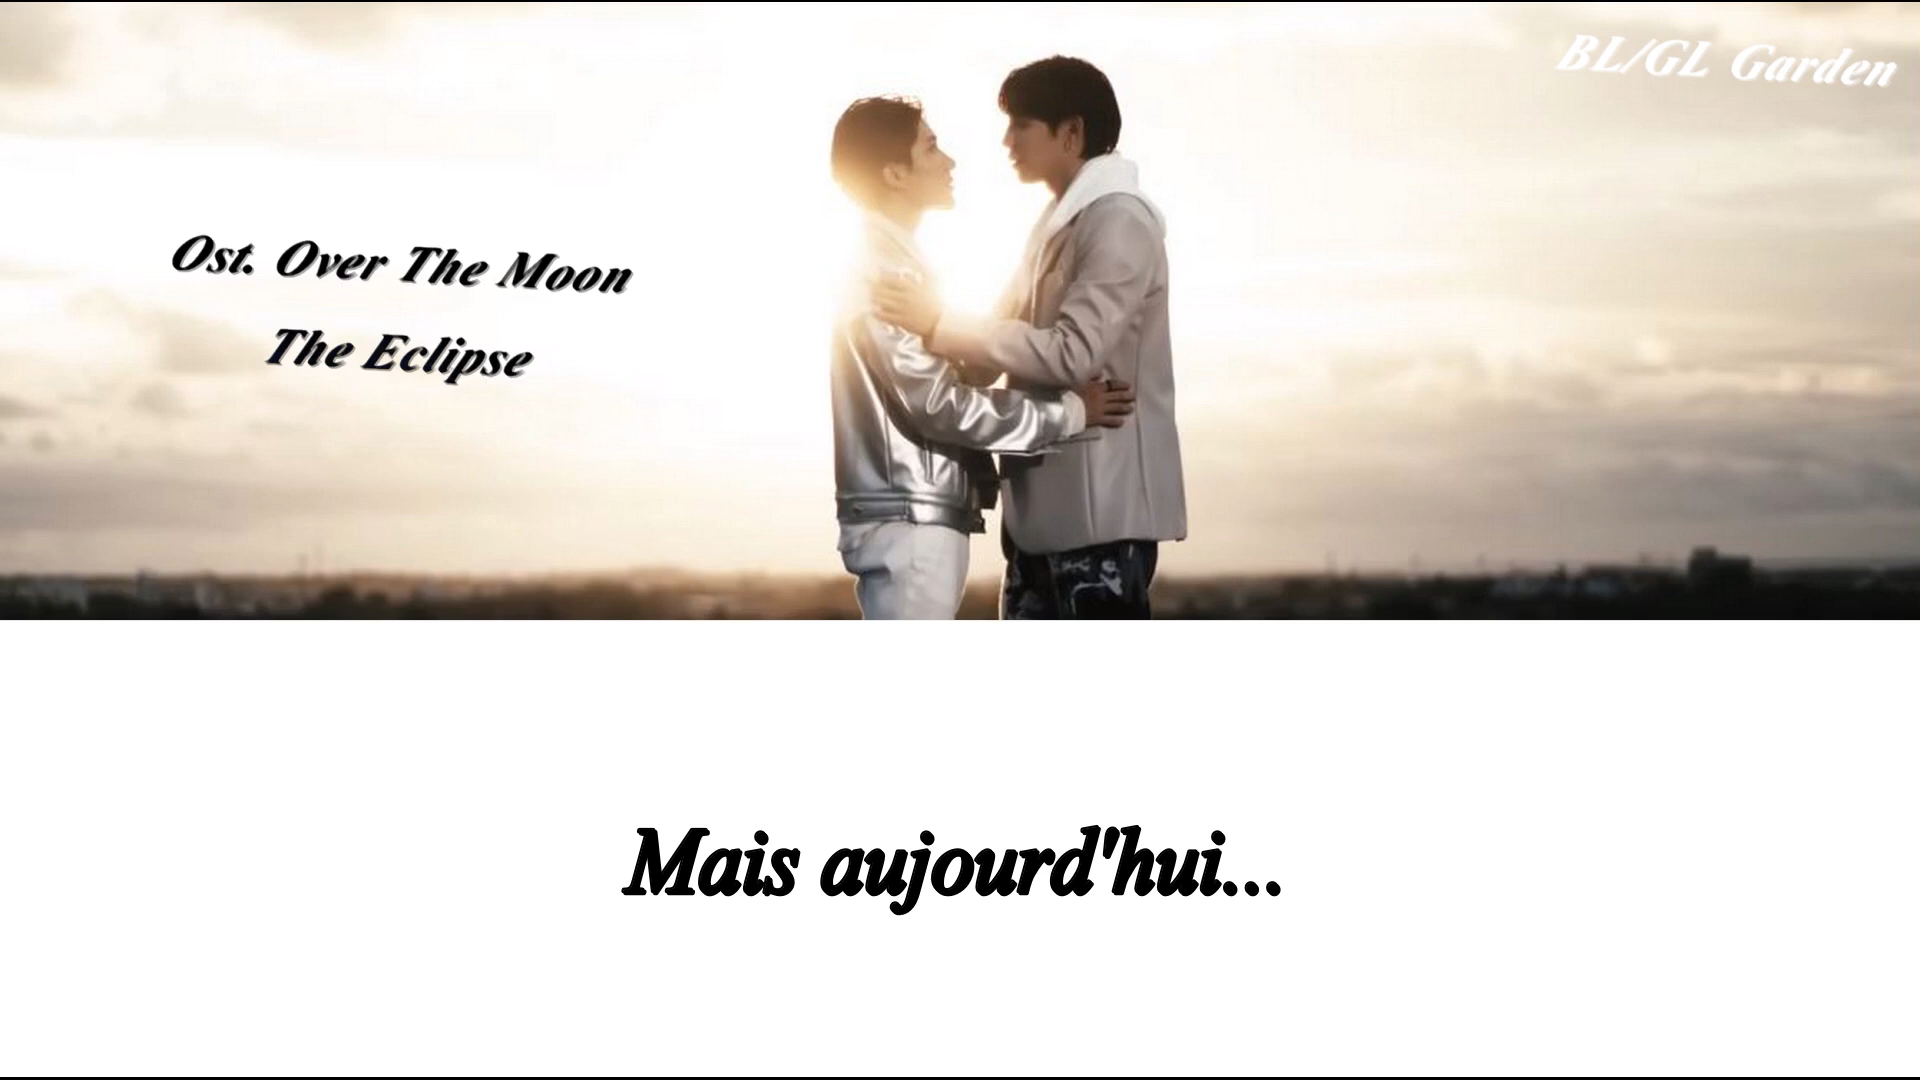 BL/GL Garden
Ost. Over The Moon
The Eclipse
Mais aujourd'hui...